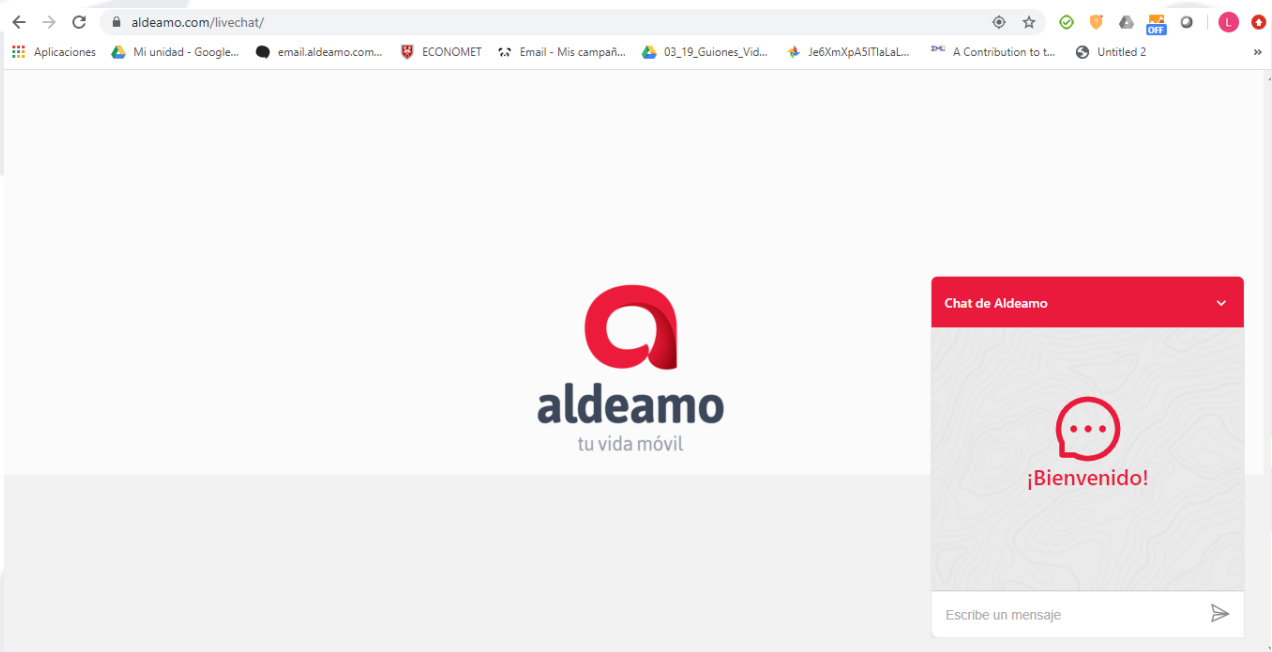 aldeamo.com/livechat/
OFF
L
Aplicaciones Mi unidad - Google... email.aldeamo.com... ECONOMET Email - Mis campañ... 03_19_Guiones_Vid... Je6XmXpA5ITIaLaL... A Contribution to t... Untitled 2 »
aldeamo
tu vida móvil
Chat de Aldeamo
¡Bienvenido!
Escribe un mensaje